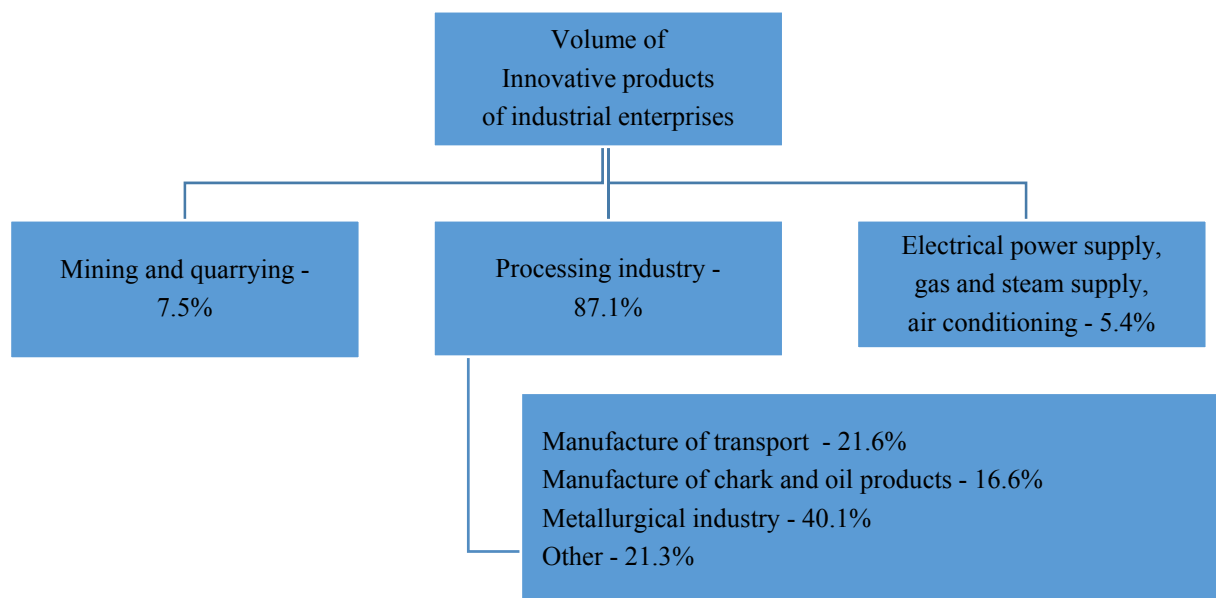 Volume of
Innovative products
of industrial enterprises
Mining and quarrying -
7.5%
Processing industry -
87.1%
Electrical power supply,
gas and steam supply,
air conditioning - 5.4%
Manufacture of transport - 21.6%
Manufacture of chark and oil products - 16.6%
Metallurgical industry - 40.1%
Other - 21.3%